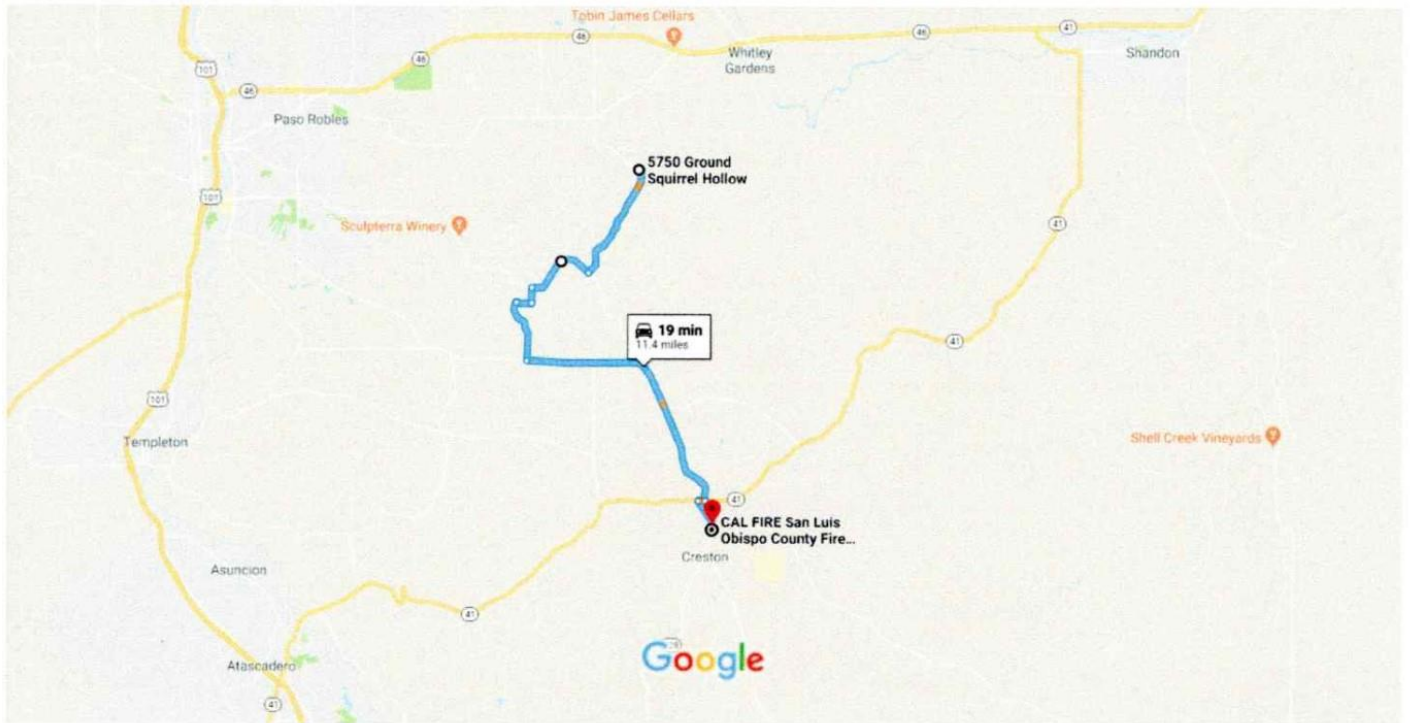 Tobin James Cellars
46
41
46
Whitley
Gardens
Shandon
101
46
46
Paso Robles
5750 Ground
Squirrel Hollow
101
Sculpterra Winery
41
19 min
11.4 miles
41
101
Templeton
Shell Creek Vineyards
41
CAL FIRE San Luis
Obispo County Fire...
Creston
Asuncion
41
Google
Atascadero
41